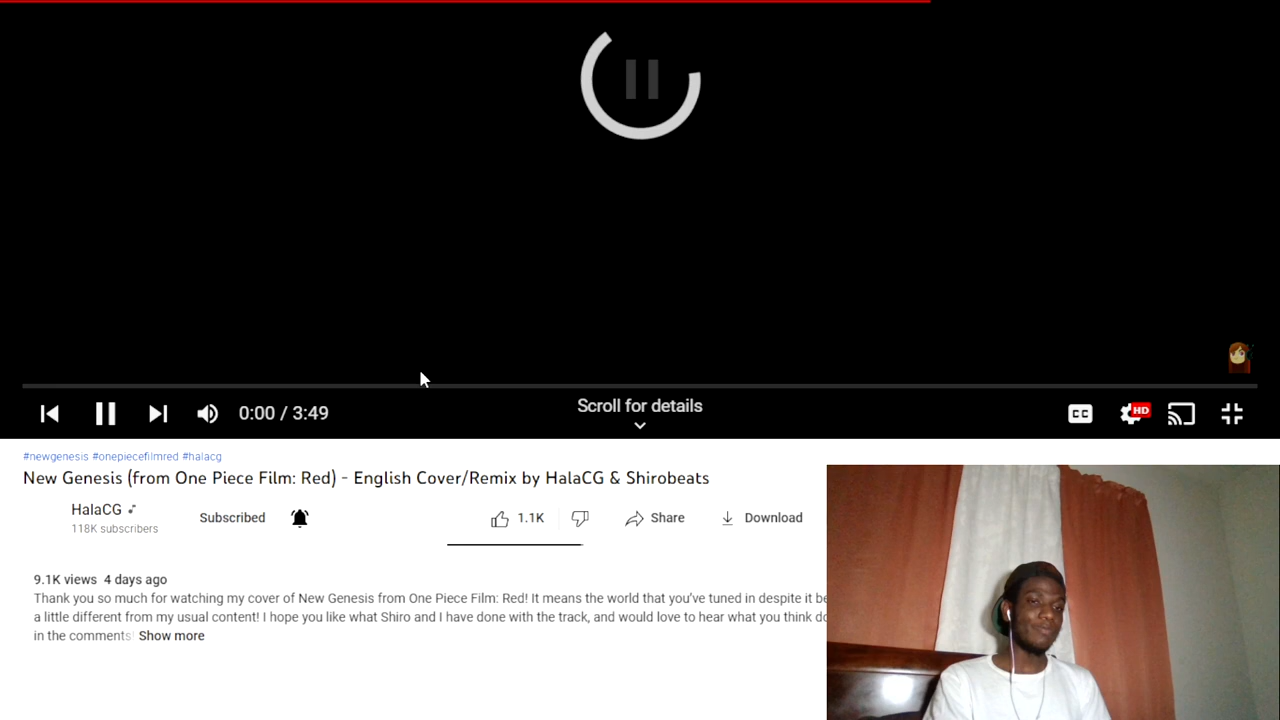 0:00 / 3:49
Scroll for details
CC
HD
#newgenesis #onepiecefilmred #halacg
New Genesis (from One Piece Film: Red) - English Cover/Remix by HalaCG & Shirobeats
HalaCG
118K subscribers
Subscribed
1.1K
Share
Download
9.1K views 4 days ago
Thank you so much for watching my cover of New Genesis from One Piece Film: Red! It means the world that you've tuned in despite it be
a little different from my usual content! I hope you like what Shiro and I have done with the track, and would love to hear what you think do
in the comments! Show more